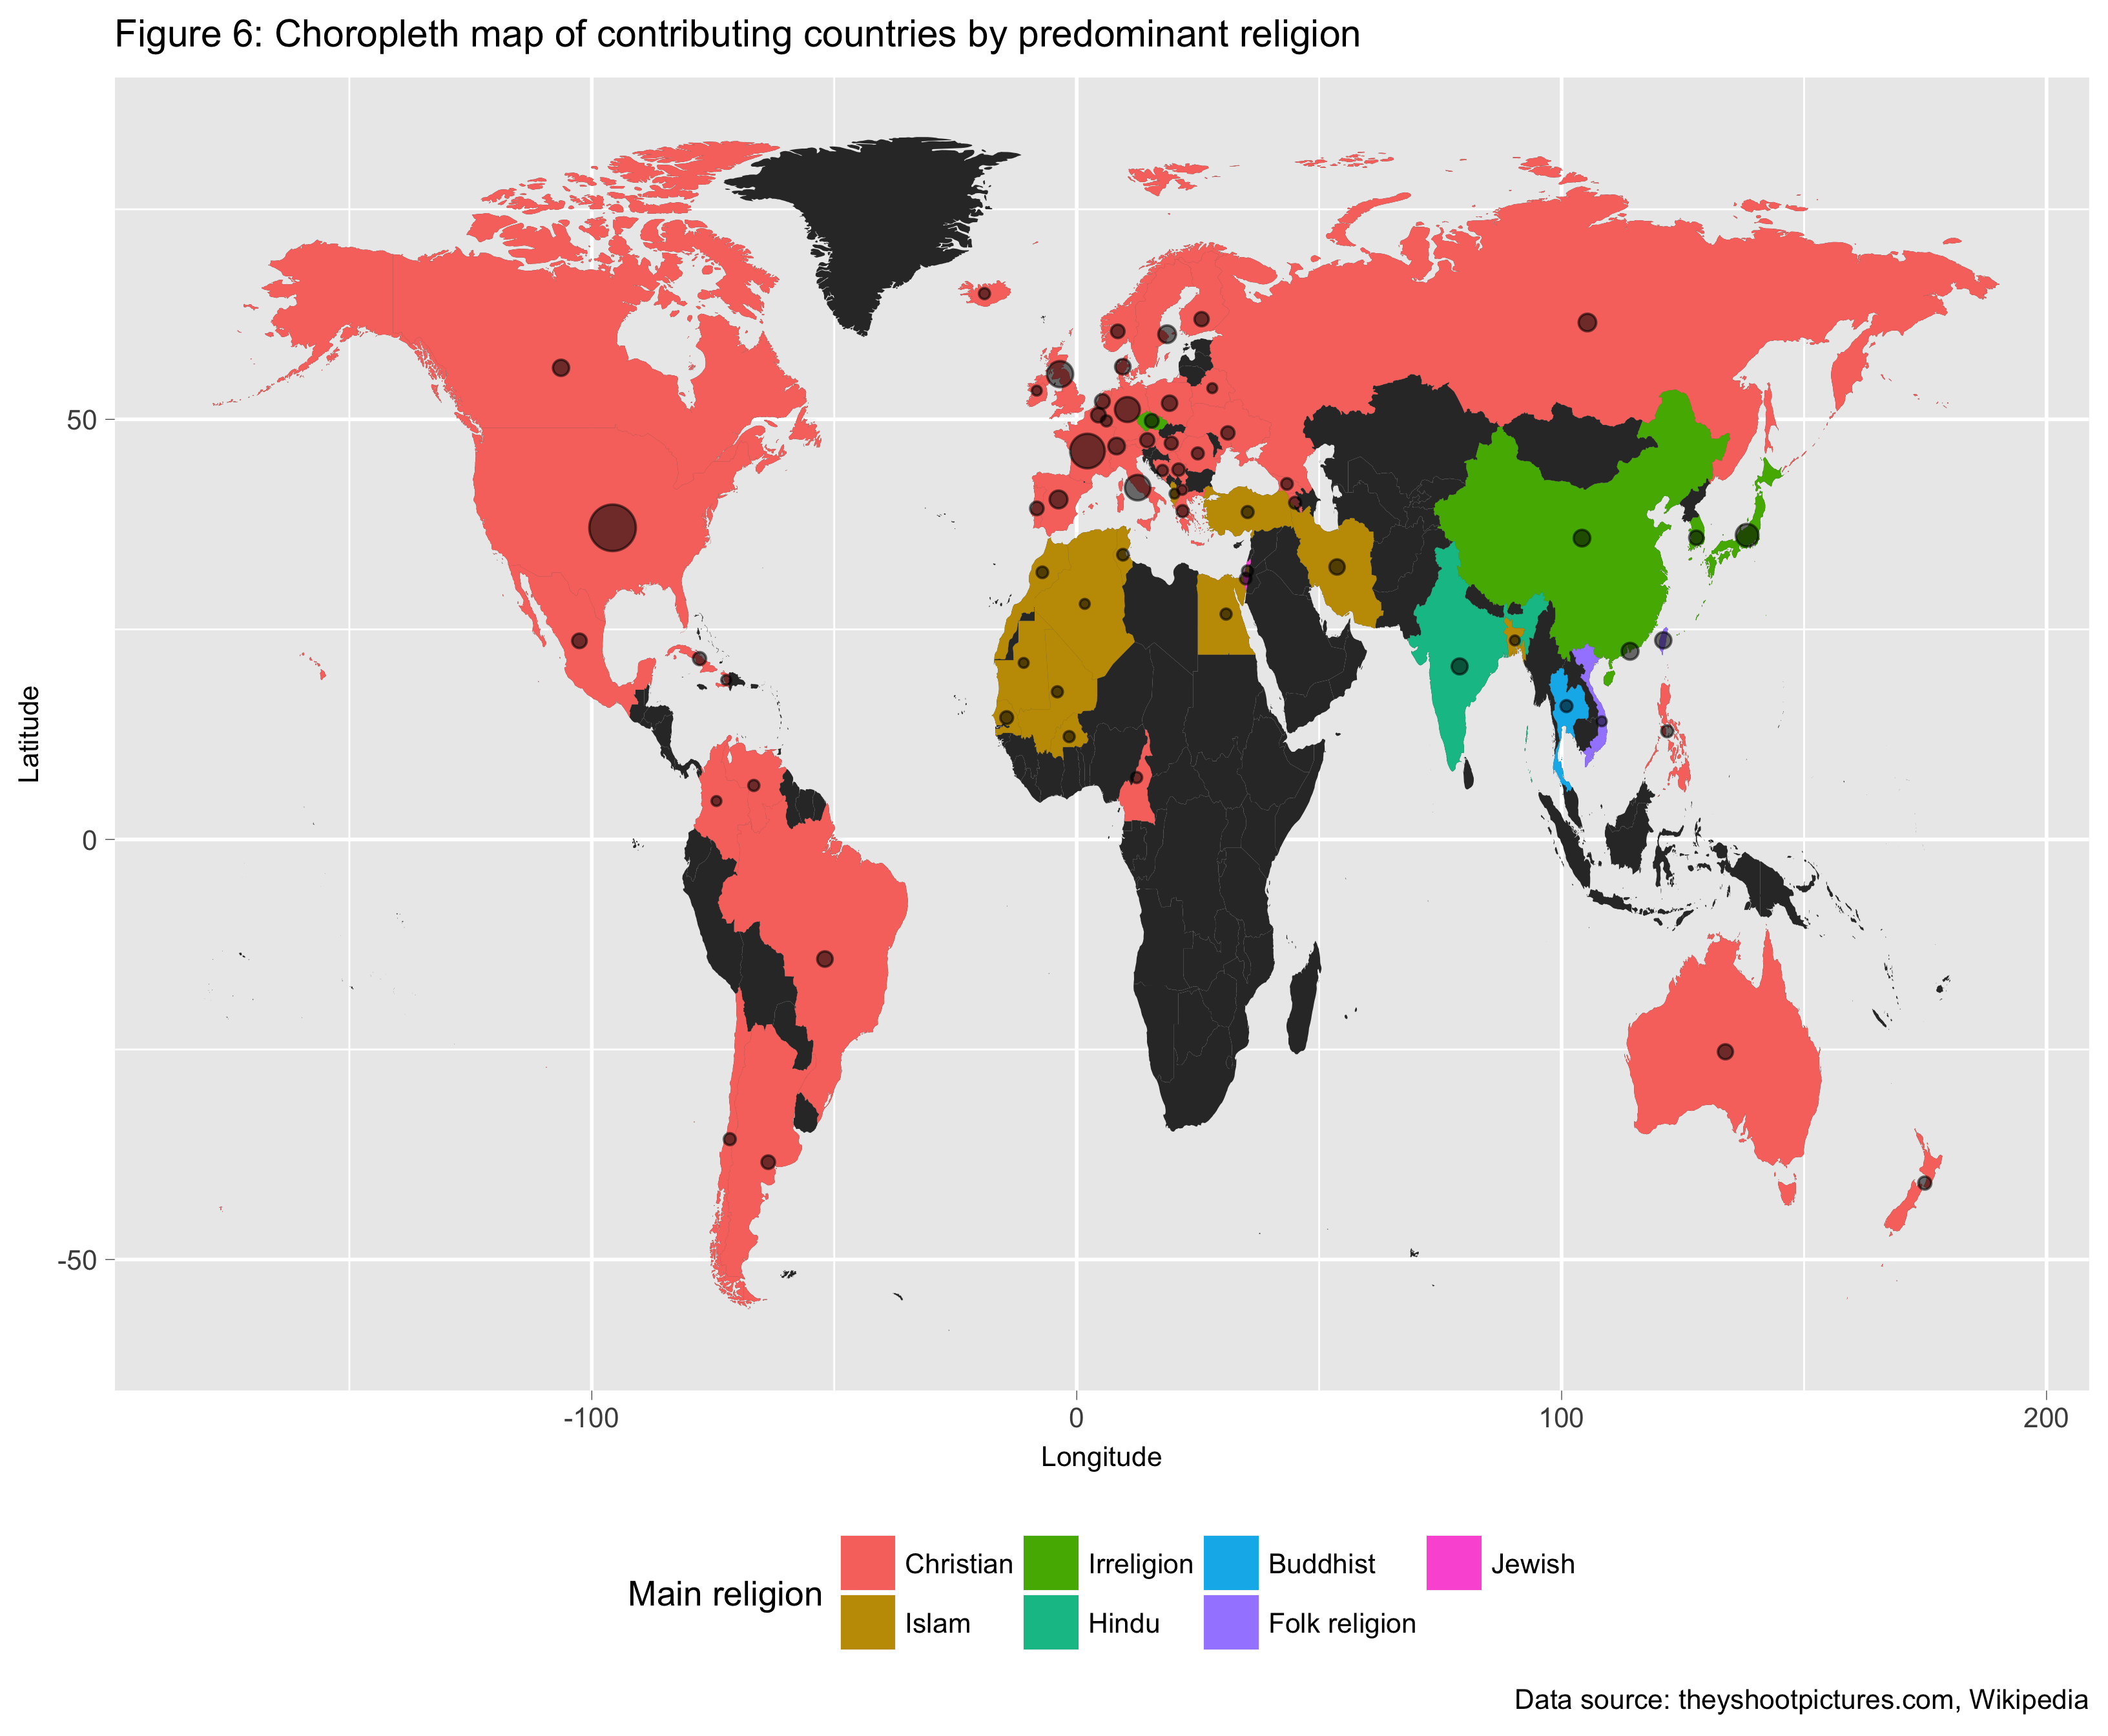 Figure 6: Choropleth map of contributing countries by predominant religion
Latitude
50
0
-50
-100
0
100
200
Longitude
Main religion
Christian
Irreligion
Buddhist
Jewish
Islam
Hindu
Folk religion
Data source: theyshootpictures.com, Wikipedia